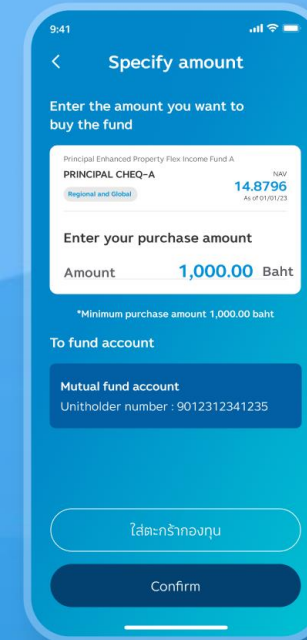 9:41
Specify amount
Enter the amount you want to
buy the fund
Principal Enhanced Property Flex Income Fund A
PRINCIPAL CHEQ-A
NAV
Regional and Global
14.8796
As of 01/01/23
Enter your purchase amount
Amount 1,000.00 Baht
*Minimum purchase amount 1,000.00 baht
To fund account
Mutual fund account
Unitholder number : 9012312341235
ใส่ตะกร้ากองทุน
Confirm